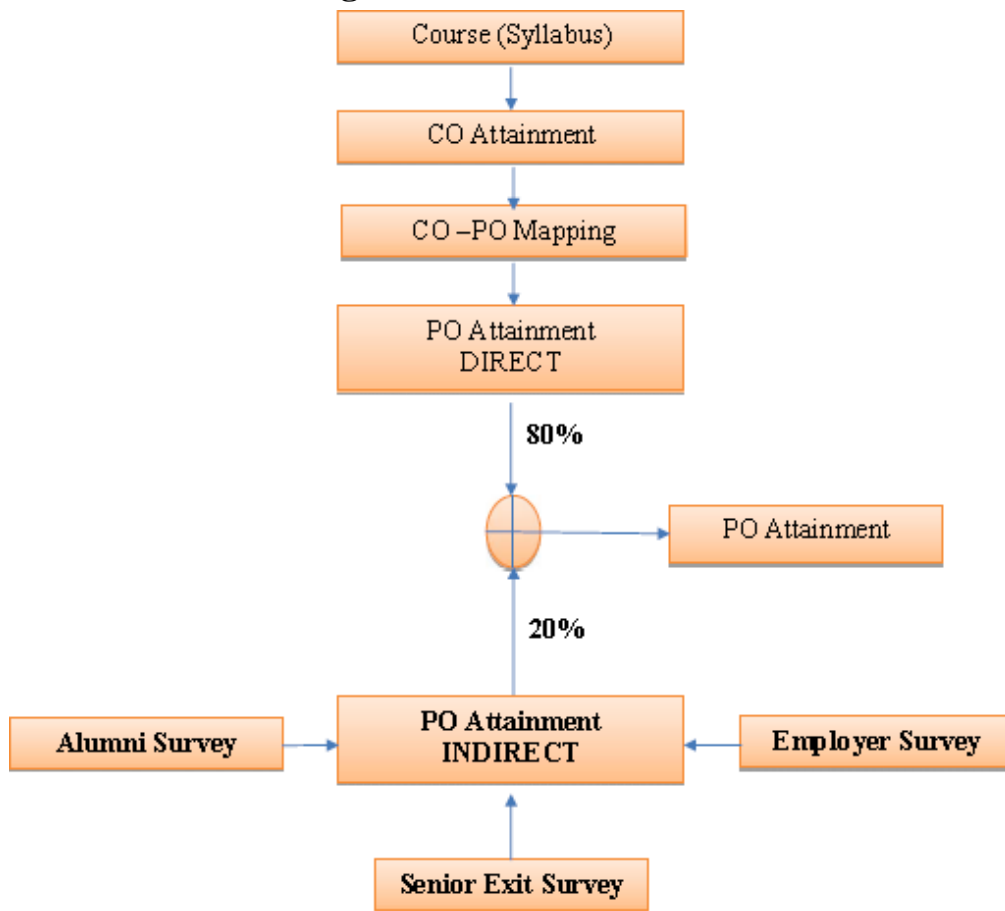 Course (Syllabus)
CO Attainment
CO –PO Mapping
PO Attainment
DIRECT
80%
PO Attainment
20%
PO Attainment
INDIRECT
Alumni Survey
Employer Survey
Senior Exit Survey